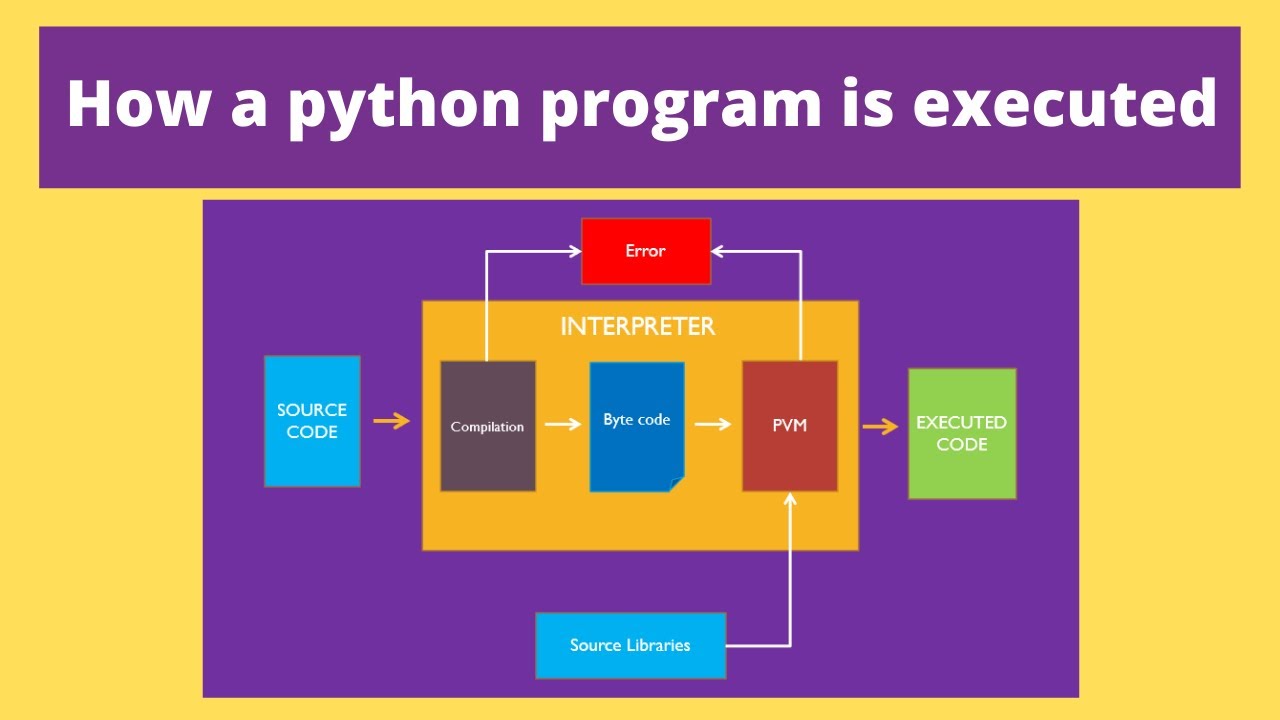 How a python program is executed
Error
INTERPRETER
SOURCE
CODE
Compilation
Byte code
PVM
EXECUTED
CODE
Source Libraries